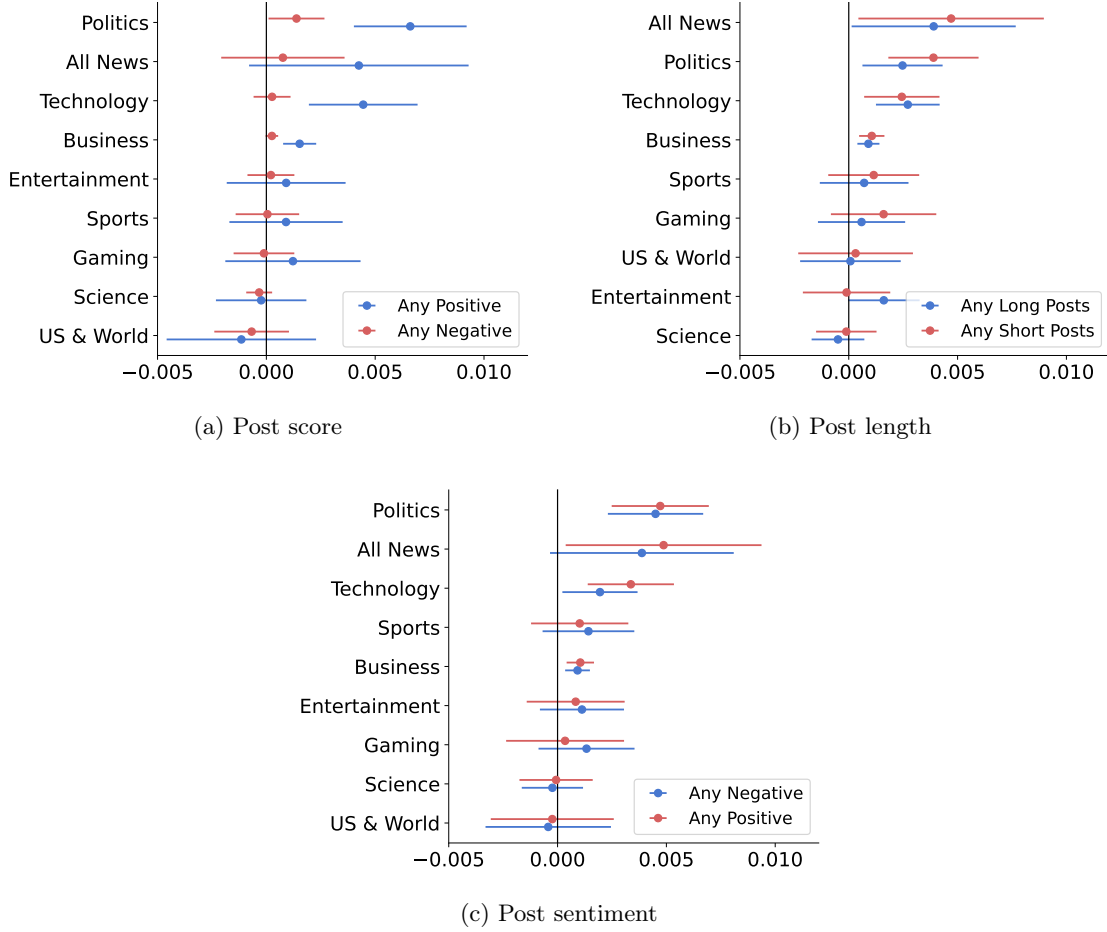 Politics
All News
Technology
Business
Entertainment
Sports
Gaming
Science
US & World
Any Positive
Any Negative
−0.005 0.000 0.005 0.010
(a) Post score
All News
Politics
Technology
Business
Sports
Gaming
US & World
Entertainment
Science
Any Long Posts
Any Short Posts
−0.005 0.000 0.005 0.010
(b) Post length
Politics
All News
Technology
Sports
Business
Entertainment
Gaming
Science
US & World
Any Negative
Any Positive
−0.005 0.000 0.005 0.010
(c) Post sentiment